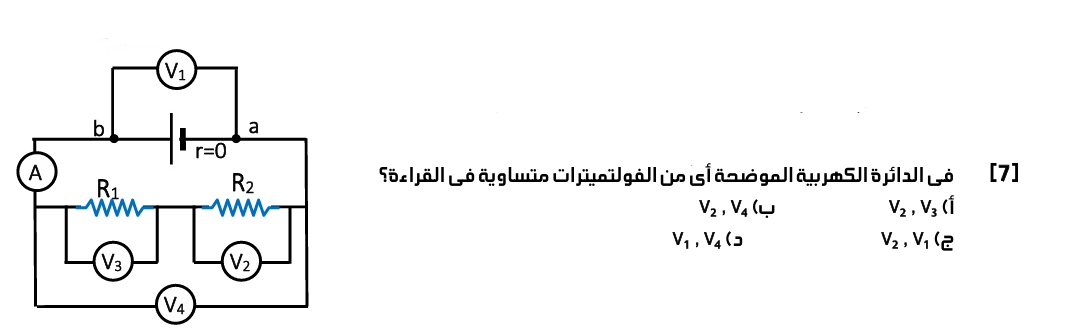 [7] فى الدائرة الكهربية الموضحة أى من الفولتميترات متساوية فى القراءة؟
أ) V₂ , V₃ ب) V₂ , V₄
ج) V₂ , V₁ د) V₁ , V₄
V₁
b a
r=0
A
R₁ R₂
V₃ V₂
V₄